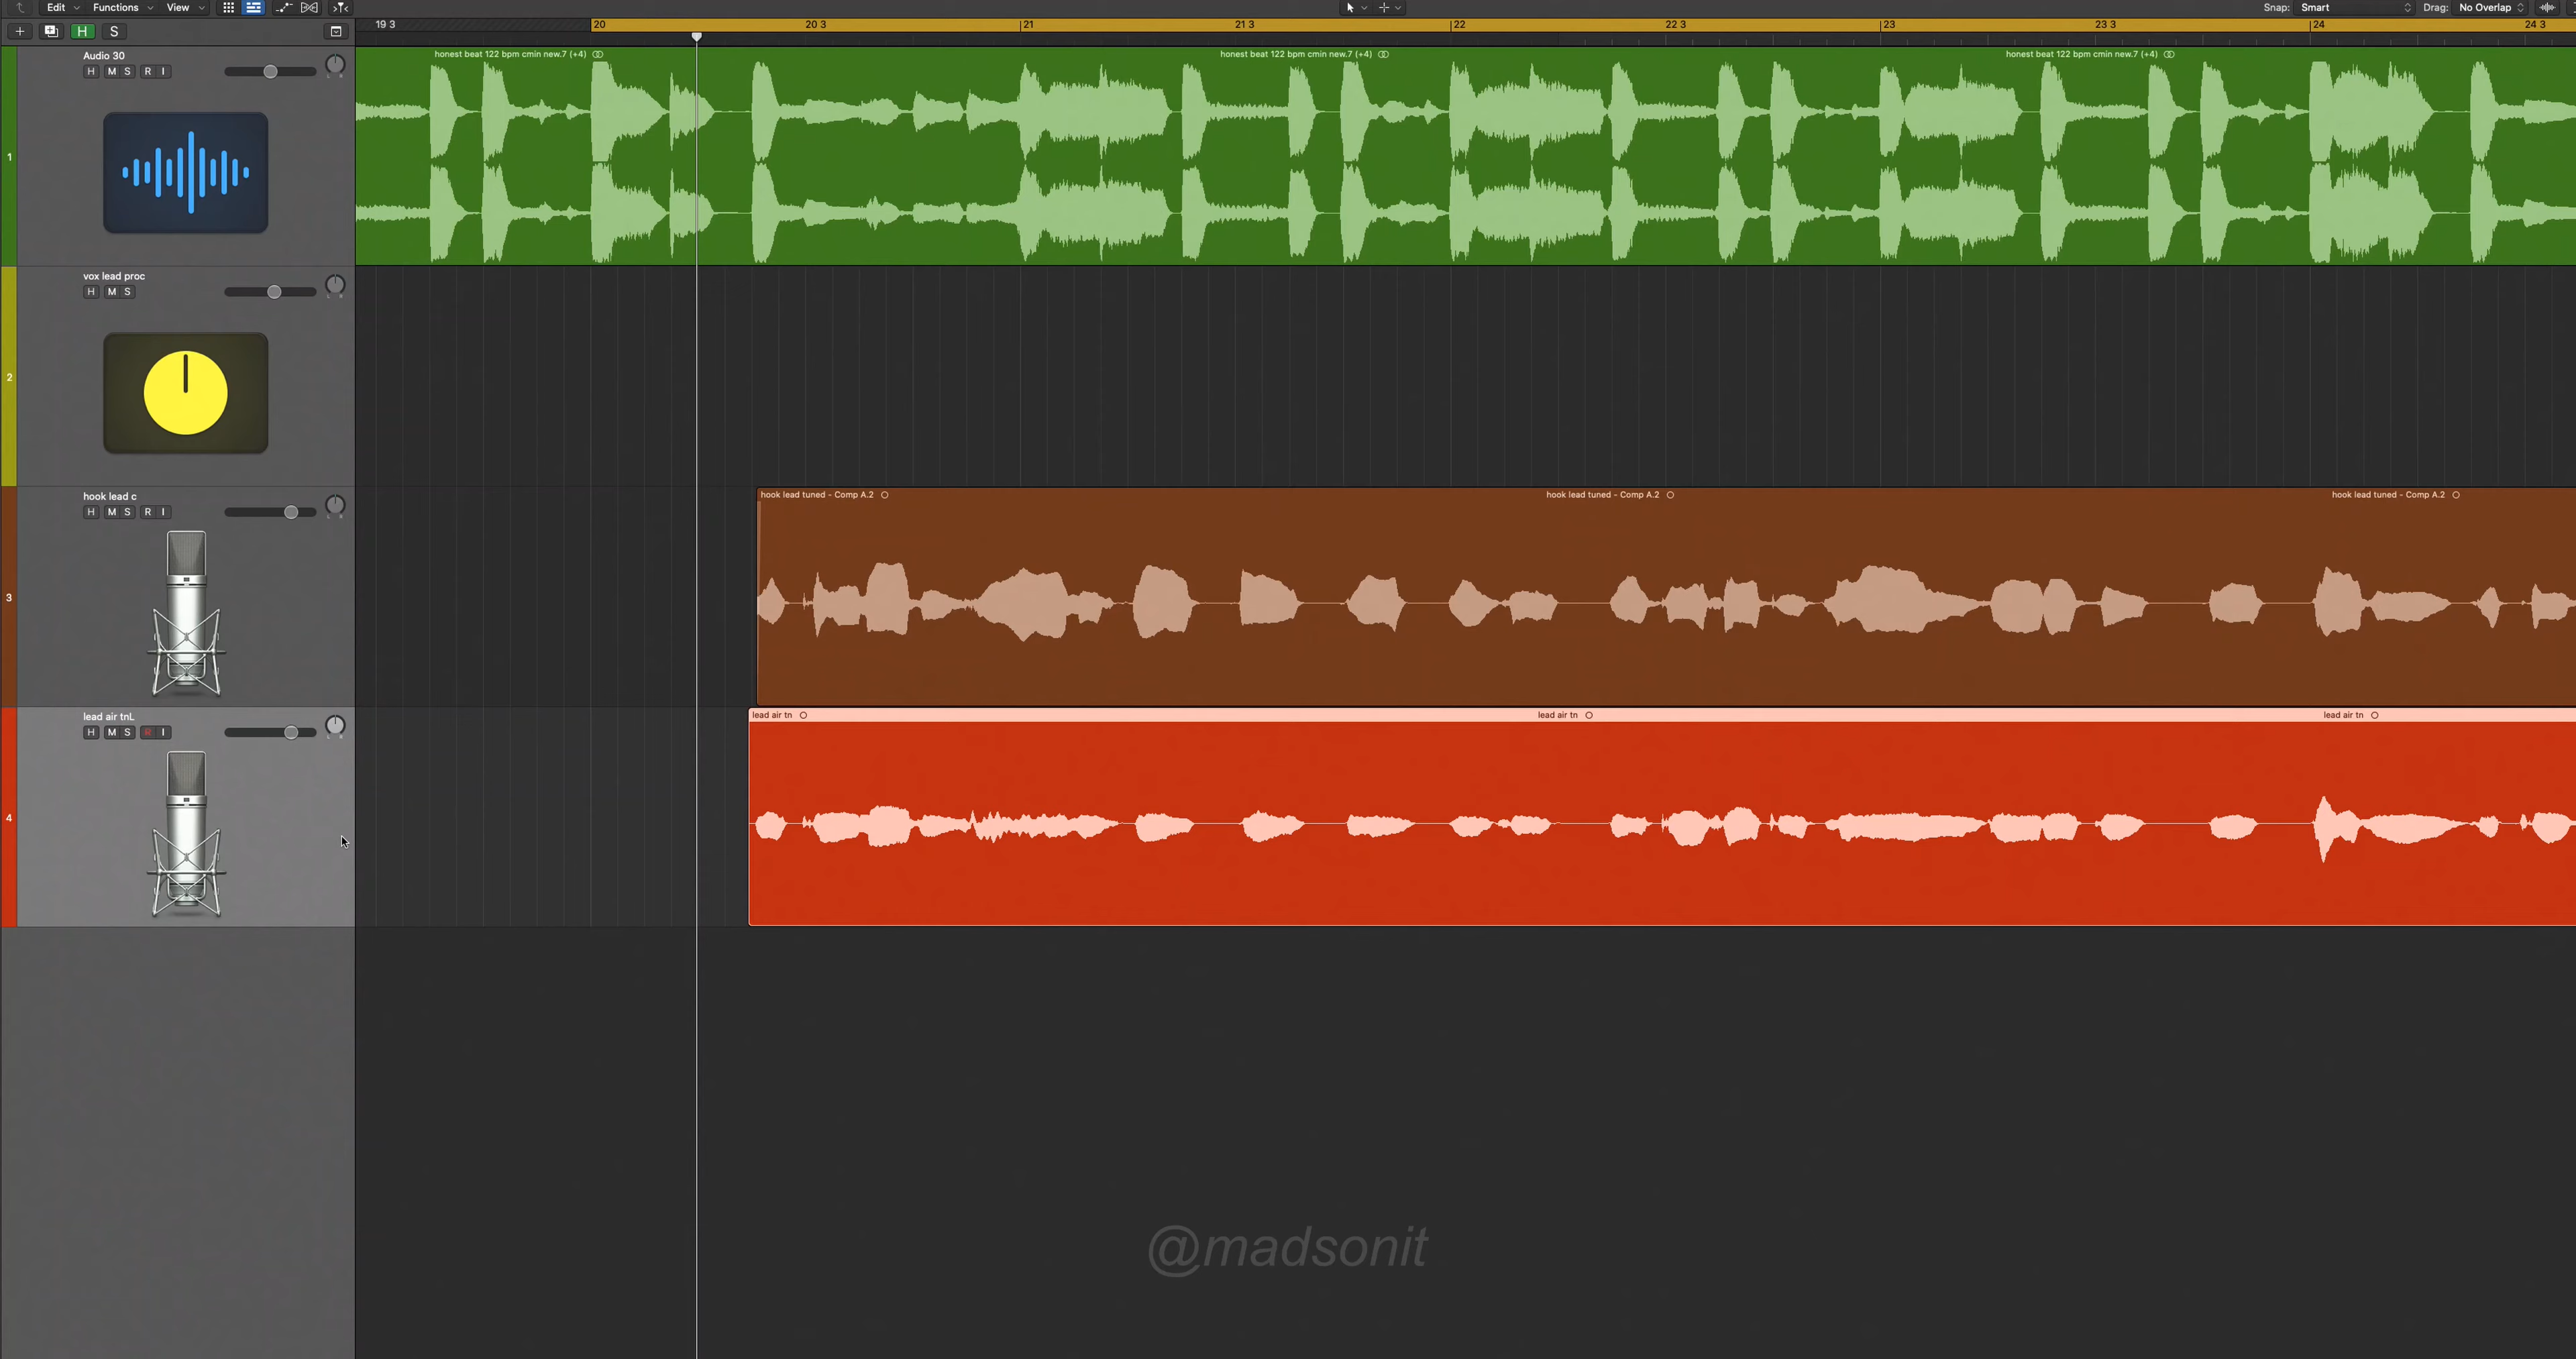 Edit Functions View Snap: Smart Drag: No Overlap
+ H S 19 3 20 20 3 21 21 3 22 22 3 23 23 3 24 24 3
Audio 30 honest beat 122 bpm cmin new.7 (+4) honest beat 122 bpm cmin new.7 (+4) honest beat 122 bpm cmin new.7 (+4)
H M S R I
1
vox lead proc
H M S
2
hook lead c hook lead tuned - Comp A.2 hook lead tuned - Comp A.2 hook lead tuned - Comp A.2
H M S R I
3
lead air tnL lead air tn lead air tn lead air tn
H M S R I
4
@madsonit